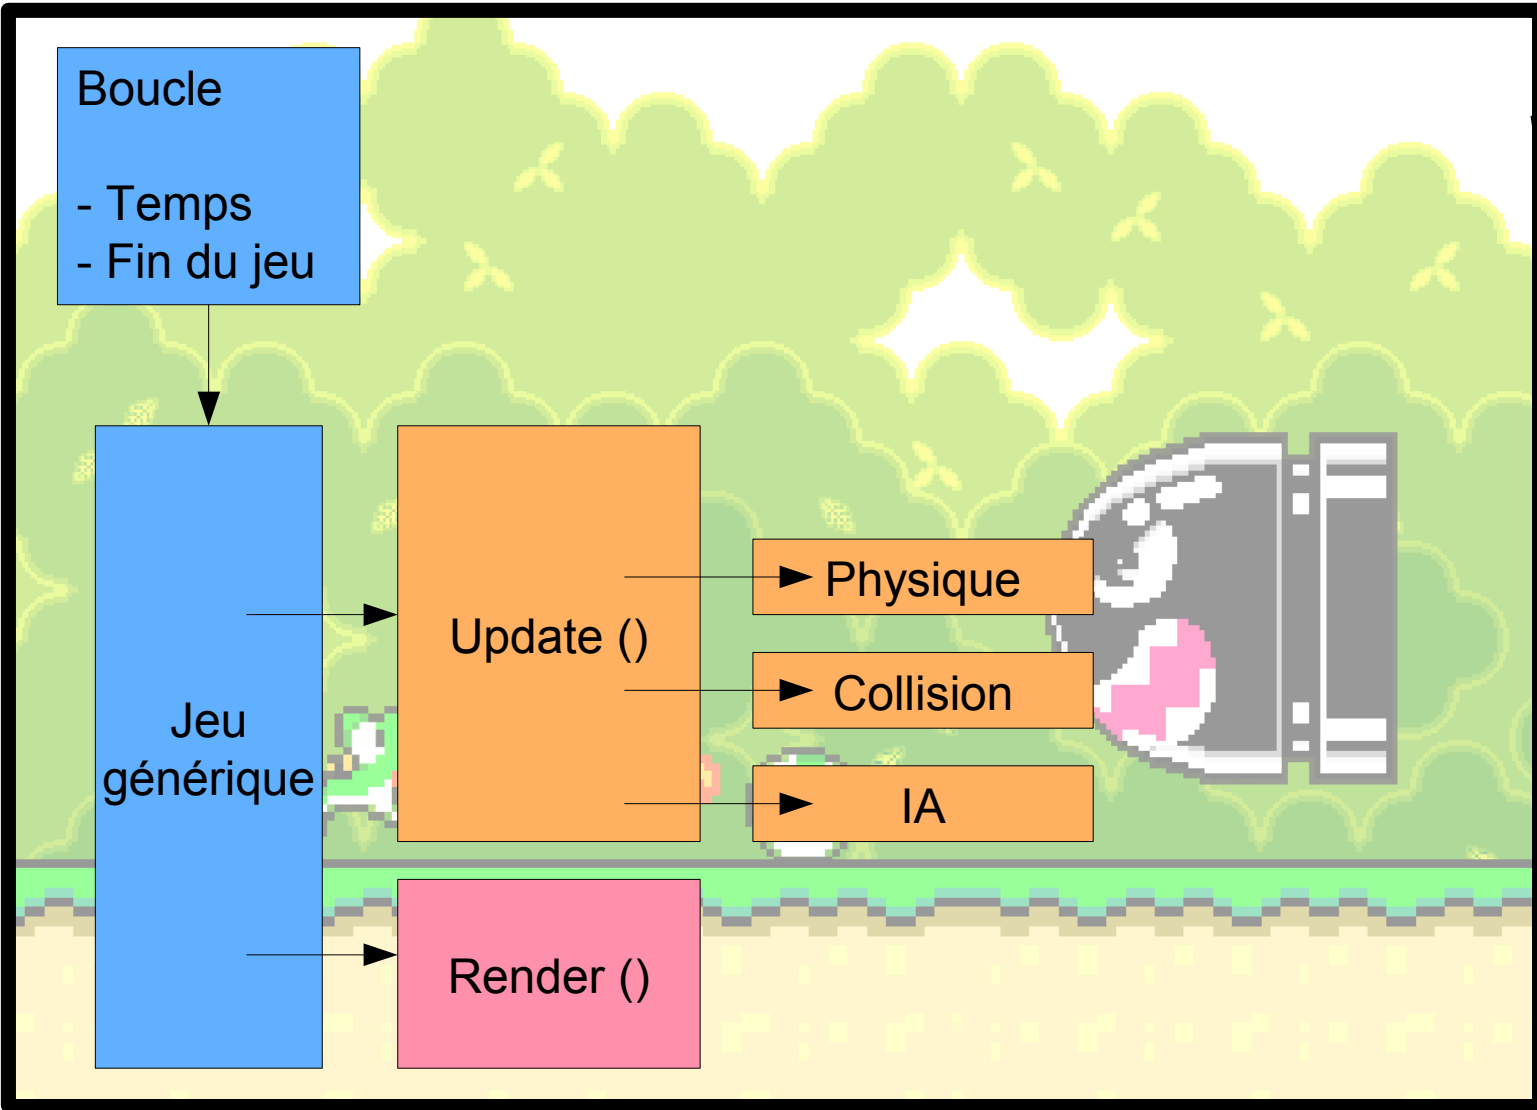 Boucle
- Temps
- Fin du jeu
Jeu
générique
Update ()
Physique
Collision
IA
Render ()